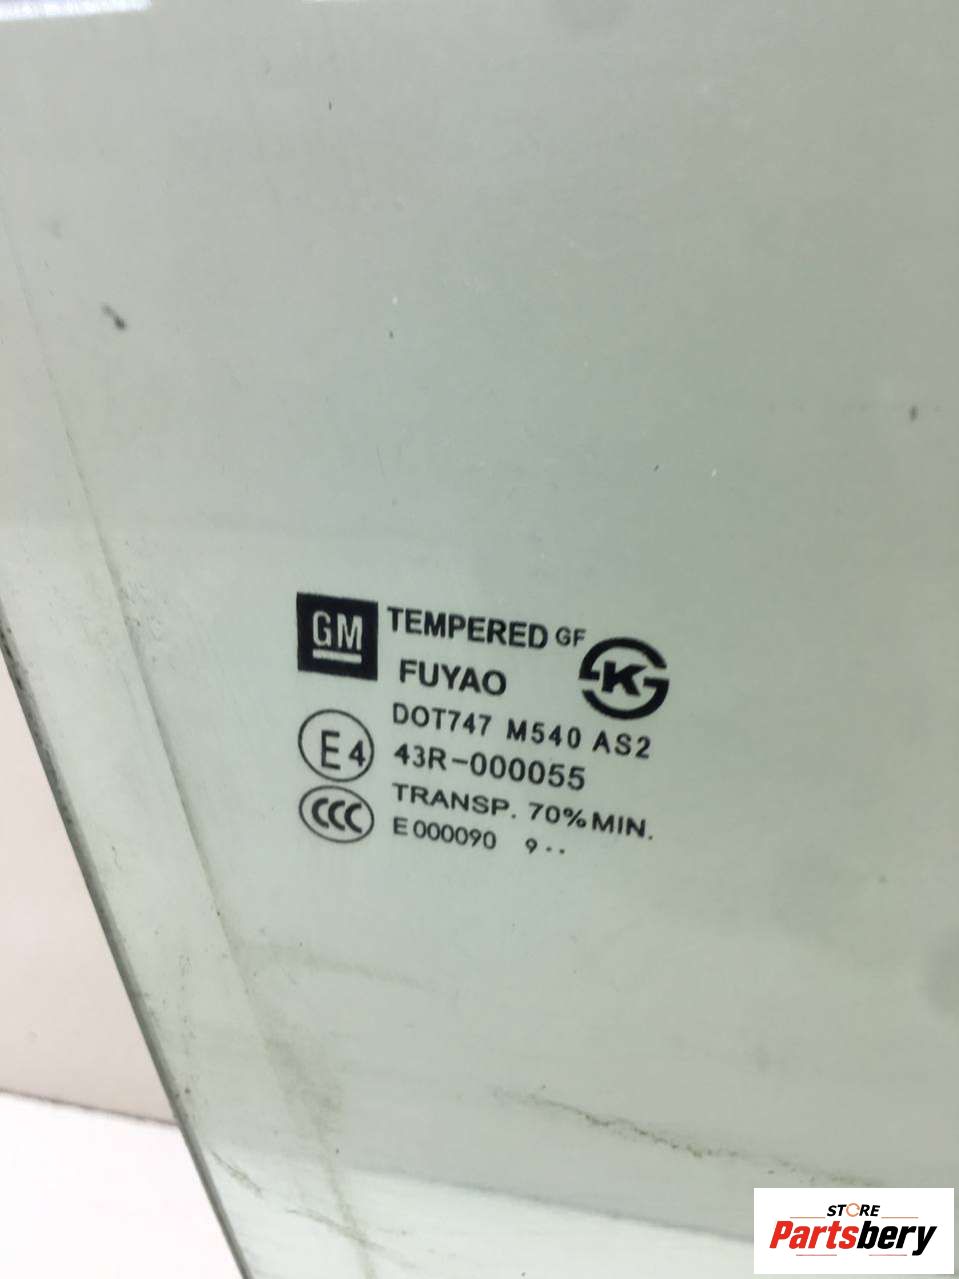 GM TEMPERED GF
FUYAO
K
DOT747 M540 AS2
E4 43R-000055
TRANSP. 70%MIN.
CCC E000090 9··
STORE
Partsbery